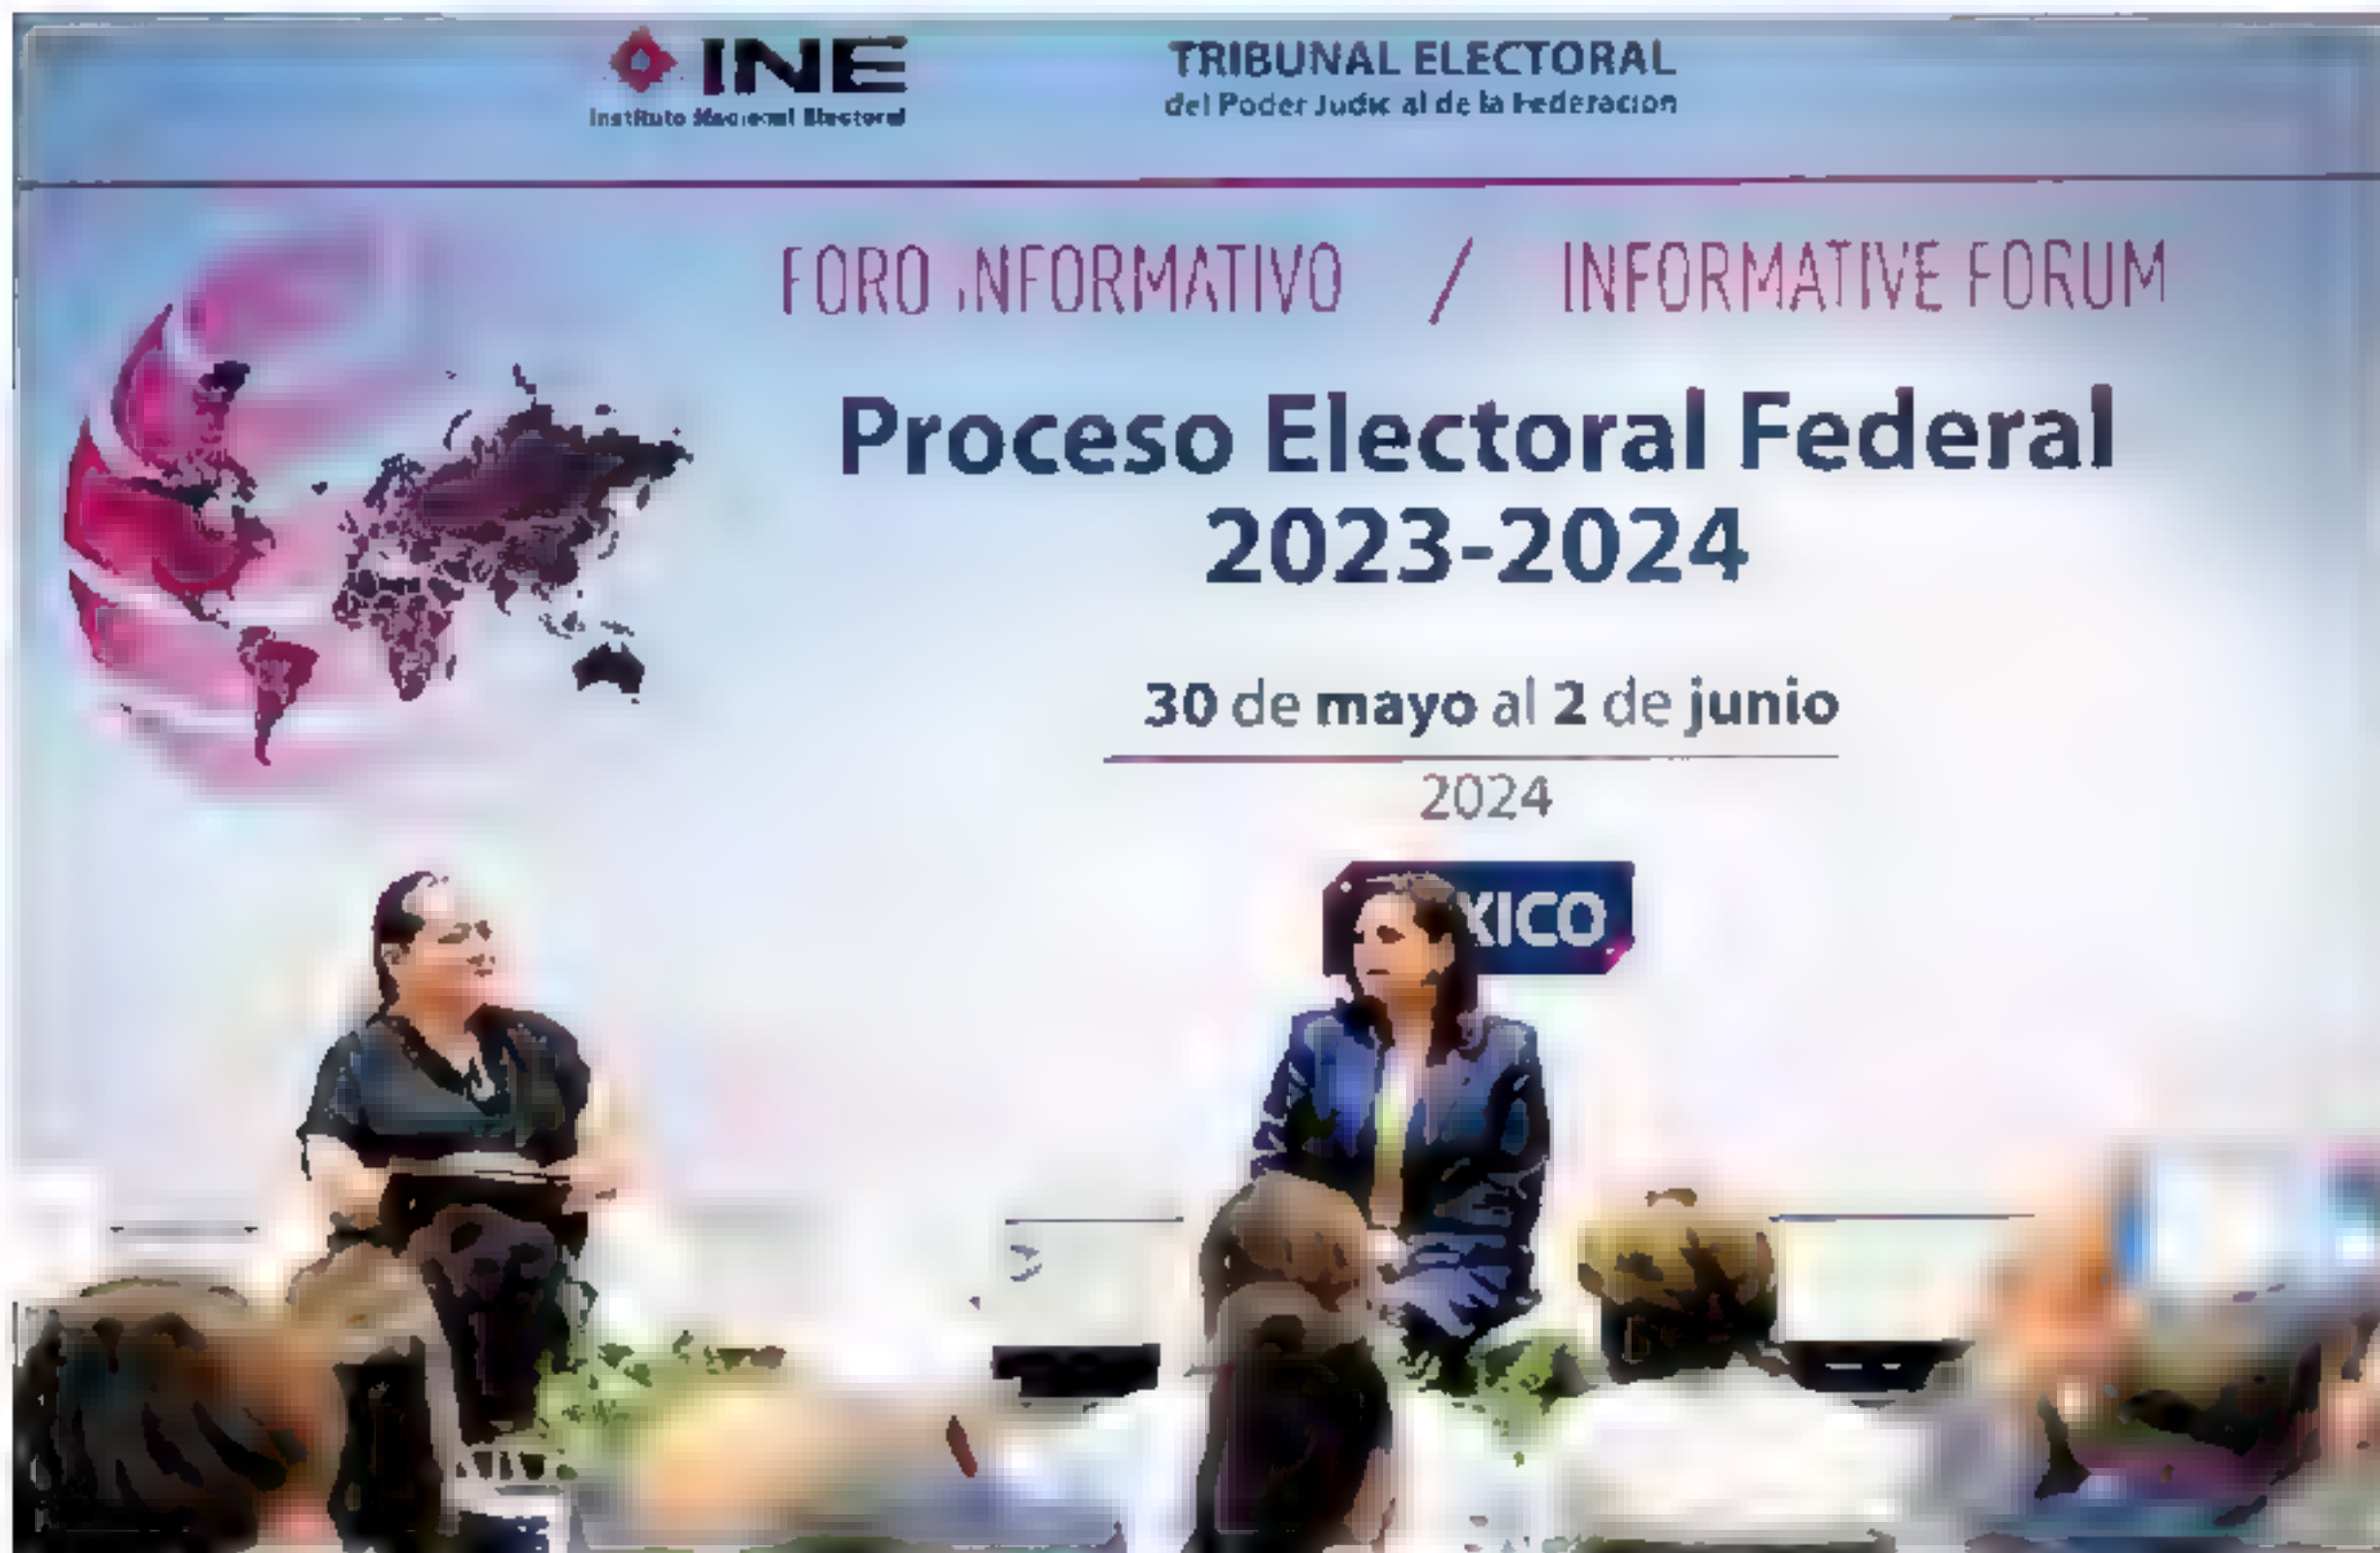 INE
Instituto Nacional Electoral
TRIBUNAL ELECTORAL
del Poder Judicial de la Federación
FORO INFORMATIVO / INFORMATIVE FORUM
Proceso Electoral Federal
2023-2024
30 de mayo al 2 de junio
2024
XICO